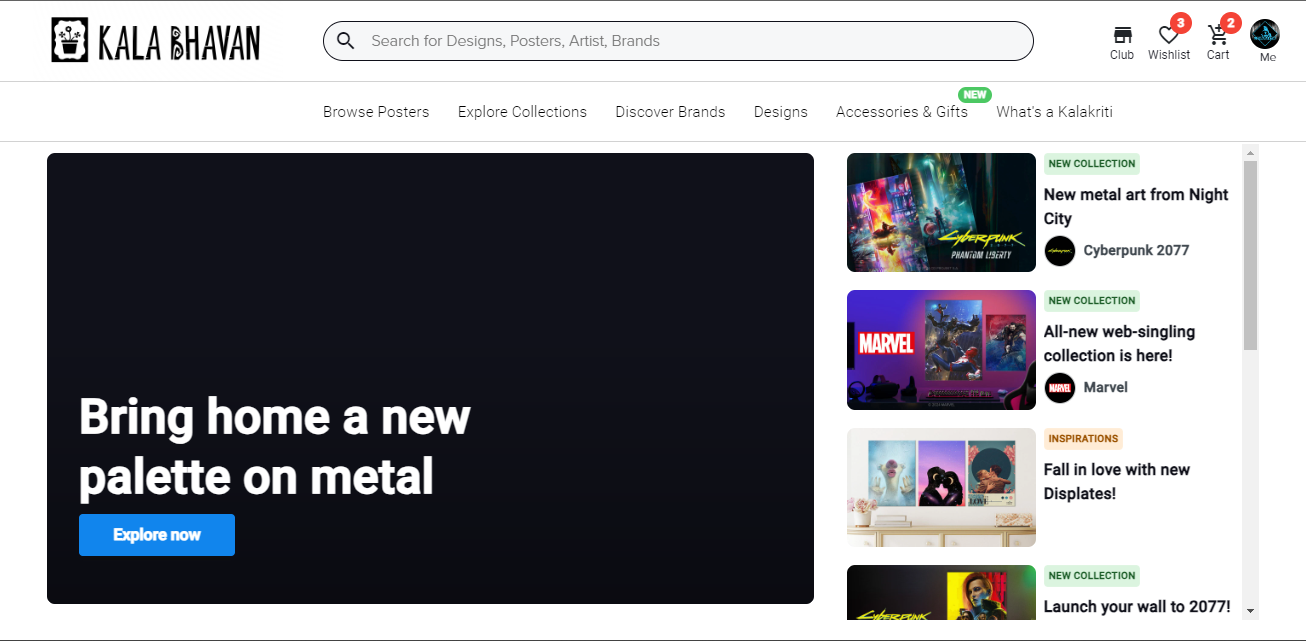 KALA BHAVAN
Search for Designs, Posters, Artist, Brands
3
2
Club
Wishlist
Cart
Me
NEW
Browse Posters
Explore Collections
Discover Brands
Designs
Accessories & Gifts
What's a Kalakriti
Bring home a new
palette on metal
Explore now
CYBERPUNK
PHANTOM LIBERTY
NEW COLLECTION
New metal art from Night
City
Cyberpunk 2077
MARVEL
NEW COLLECTION
All-new web-singling
collection is here!
MARVEL
Marvel
LOVE
INSPIRATIONS
Fall in love with new
Displates!
CYBERPUNK
NEW COLLECTION
Launch your wall to 2077!